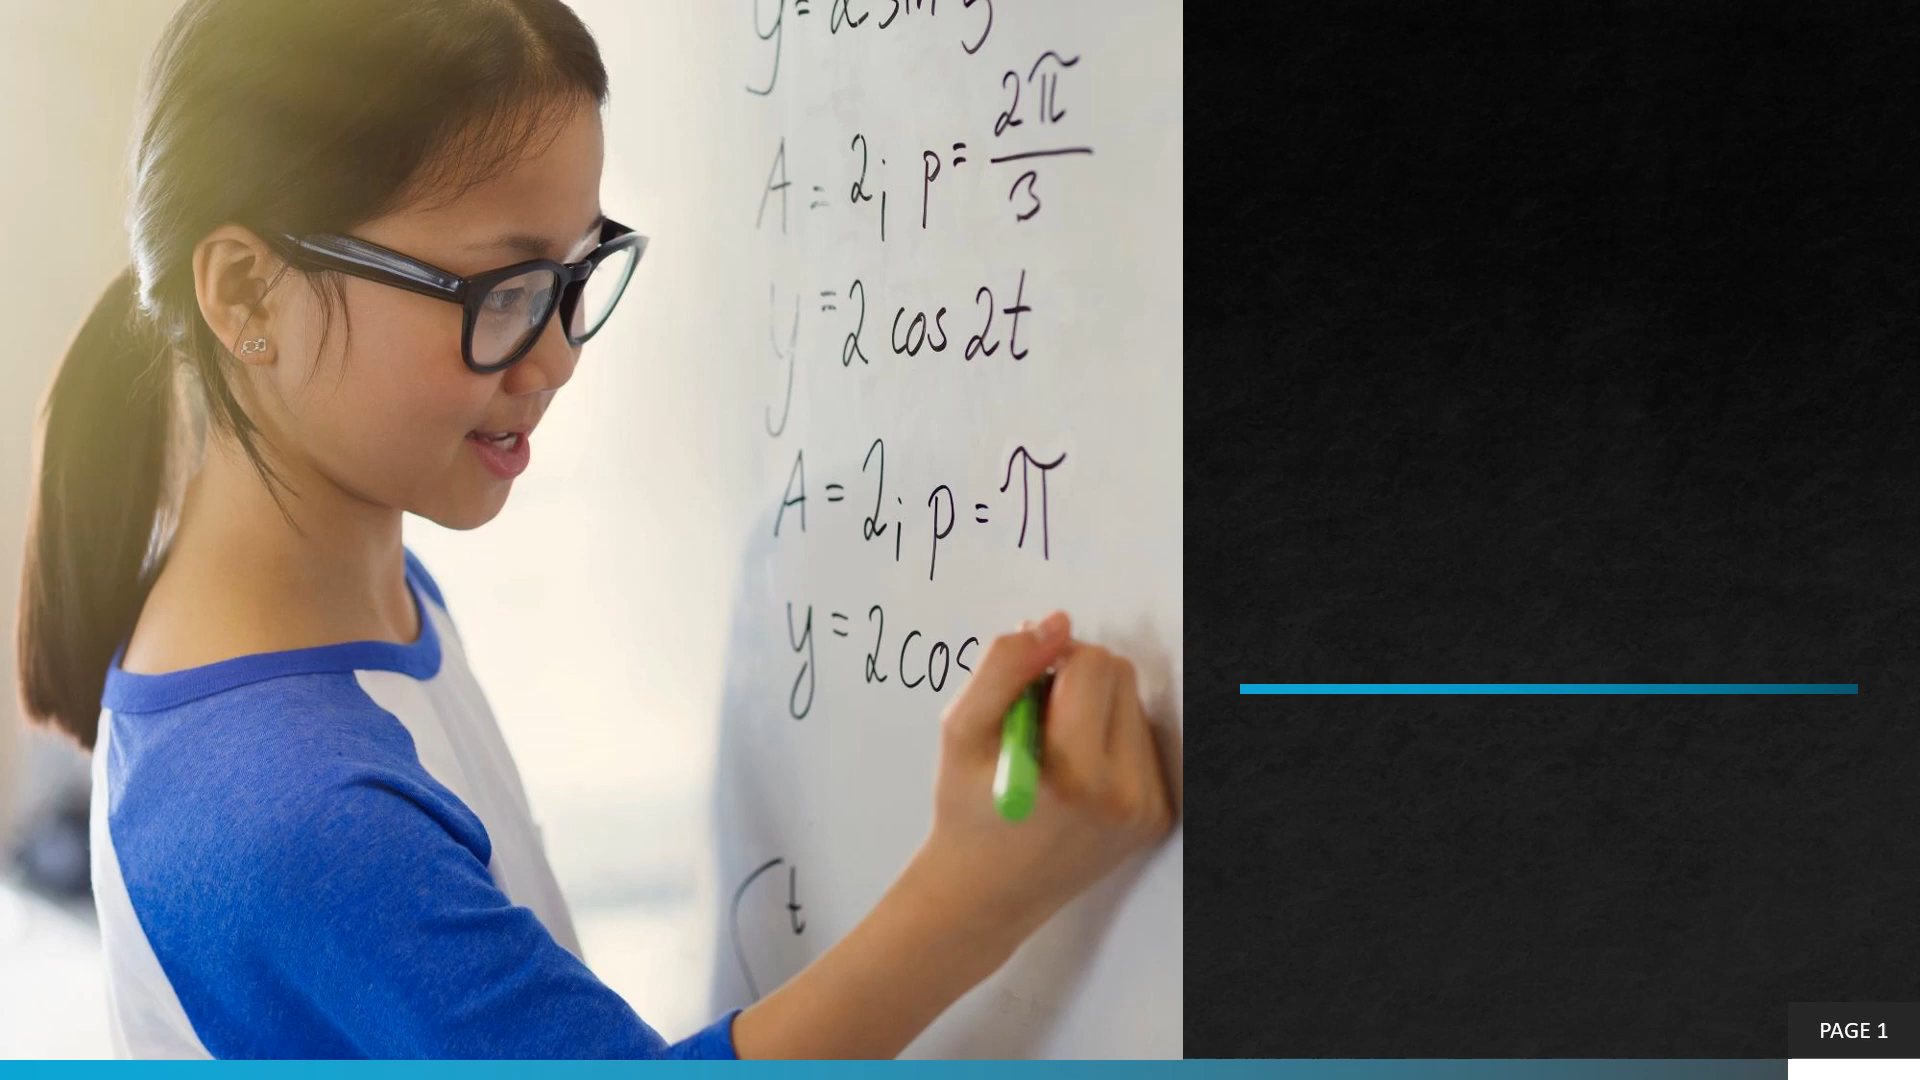 A = 2; p = 2π/3
y = 2 cos 2t
A = 2; p = π
y = 2 cos
t
PAGE 1